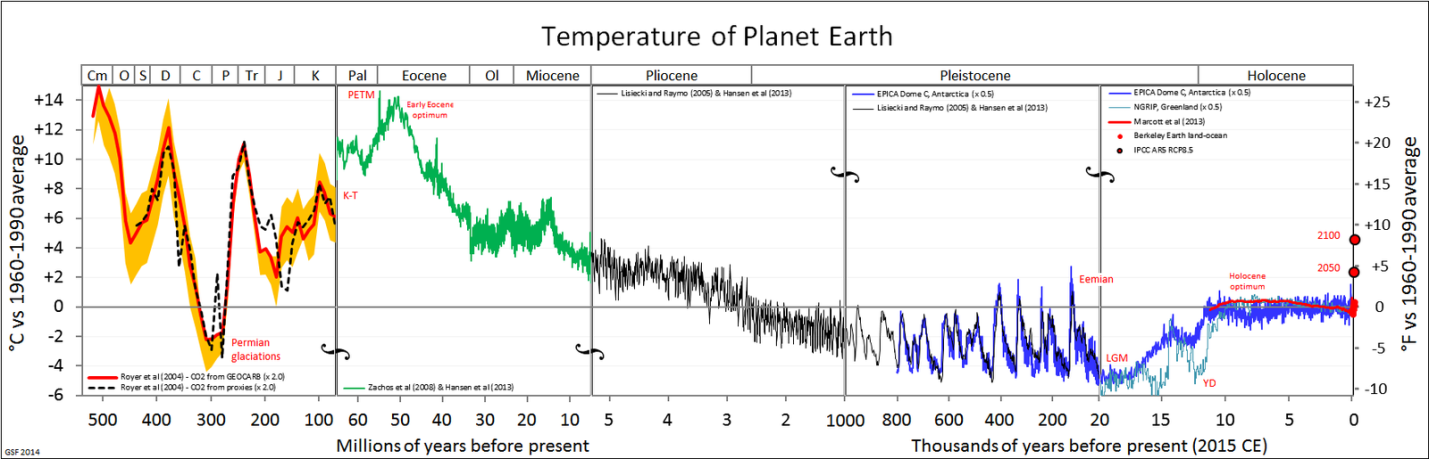 Temperature of Planet Earth
Cm O S D C P Tr J K Pal Eocene Ol Miocene Pliocene Pleistocene Holocene
°C vs 1960-1990 average
+14
+12
+10
+8
+6
+4
+2
0
-2
-4
-6
Permian
glaciations
Royer et al (2004) - CO2 from GEOCARB (x 2.0)
Royer et al (2004) - CO2 from proxies (x 2.0)
PETM
Early Eocene
optimum
K-T
Zachos et al (2008) & Hansen et al (2013)
Lisiecki and Raymo (2005) & Hansen et al (2013)
EPICA Dome C, Antarctica (x 0.5)
Lisiecki and Raymo (2005) & Hansen et al (2013)
Eemian
EPICA Dome C, Antarctica (x 0.5)
NGRIP, Greenland (x 0.5)
Marcott et al (2013)
Berkeley Earth land-ocean
IPCC AR5 RCP8.5
2100
2050
Holocene
optimum
LGM
YD
+25
+20
+15
+10
+5
0
-5
-10
°F vs 1960-1990 average
500 400 300 200 100 60 50 40 30 20 10 5 4 3 2 1000 800 600 400 200 20 15 10 5 0
Millions of years before present
Thousands of years before present (2015 CE)
GSF 2014